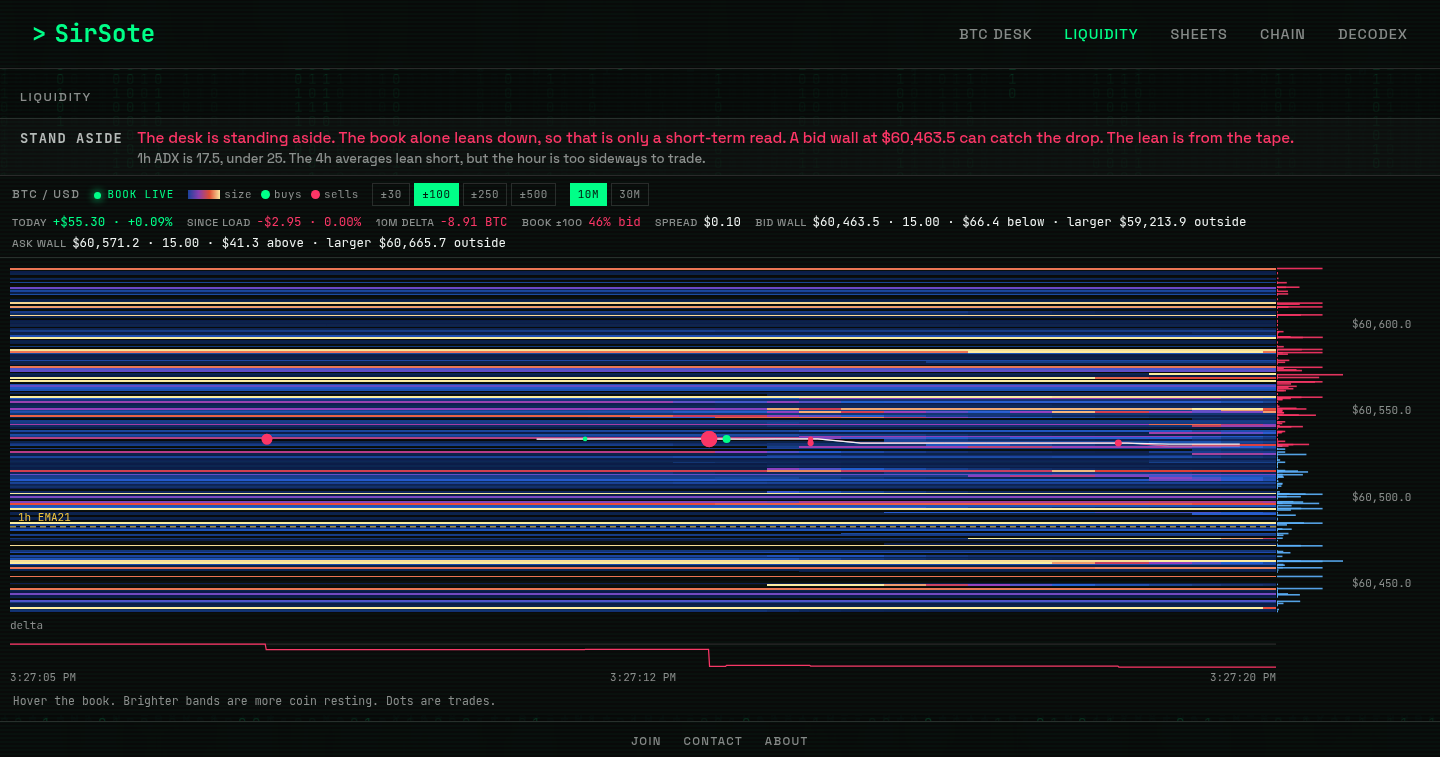 > SirSote
BTC DESK LIQUIDITY SHEETS CHAIN DECODEX
LIQUIDITY
STAND ASIDE The desk is standing aside. The book alone leans down, so that is only a short-term read. A bid wall at $60,463.5 can catch the drop. The lean is from the tape.
1h ADX is 17.5, under 25. The 4h averages lean short, but the hour is too sideways to trade.
BTC / USD BOOK LIVE size buys sells ±30 ±100 ±250 ±500 10M 30M
TODAY +$55.30 · +0.09% SINCE LOAD -$2.95 · 0.00% 10M DELTA -8.91 BTC BOOK ±100 46% bid SPREAD $0.10 BID WALL $60,463.5 · 15.00 · $66.4 below · larger $59,213.9 outside
ASK WALL $60,571.2 · 15.00 · $41.3 above · larger $60,665.7 outside
$60,600.0
$60,550.0
$60,500.0
1h EMA21
$60,450.0
delta
3:27:05 PM 3:27:12 PM 3:27:20 PM
Hover the book. Brighter bands are more coin resting. Dots are trades.
JOIN CONTACT ABOUT